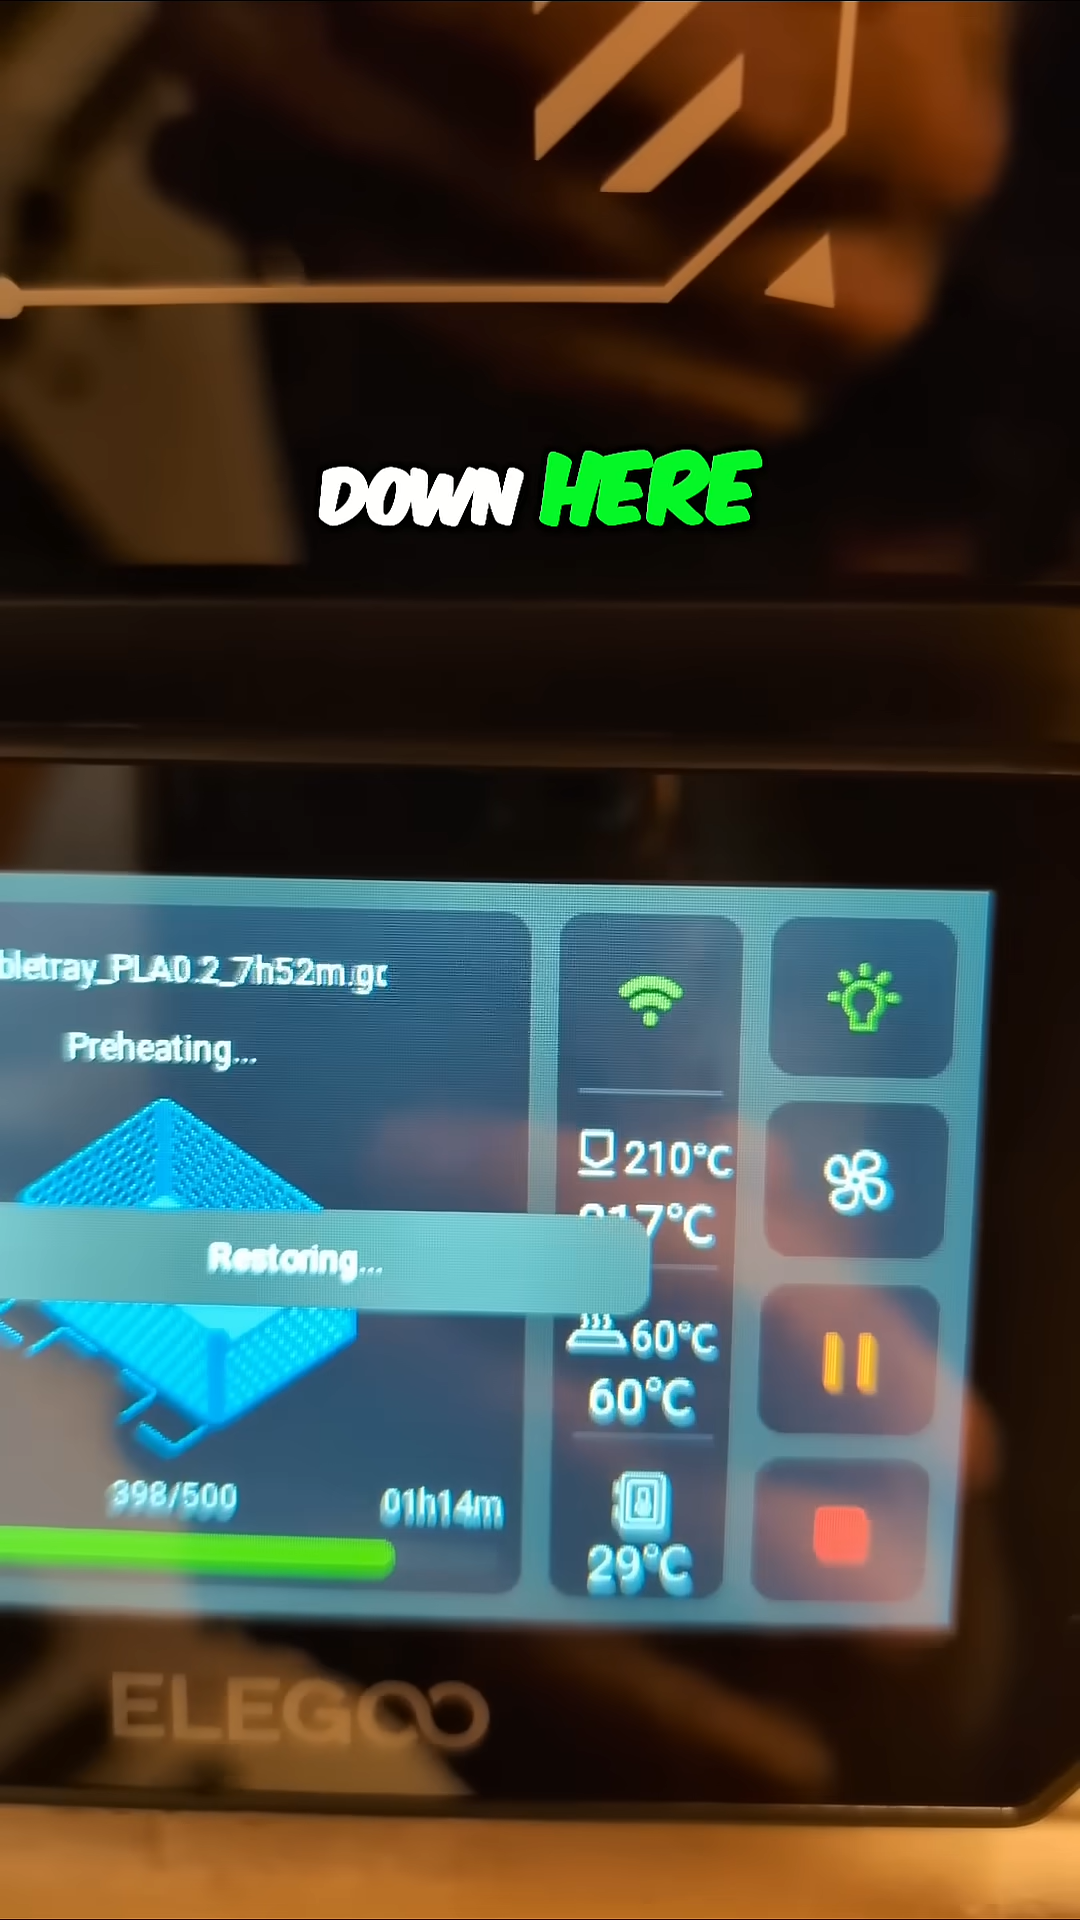 DOWN HERE
bletray_PLA0.2_7h52m.gc
Preheating...
210°C
217°C
Restoring...
60°C
60°C
398/500
01h14m
29°C
ELEGOO